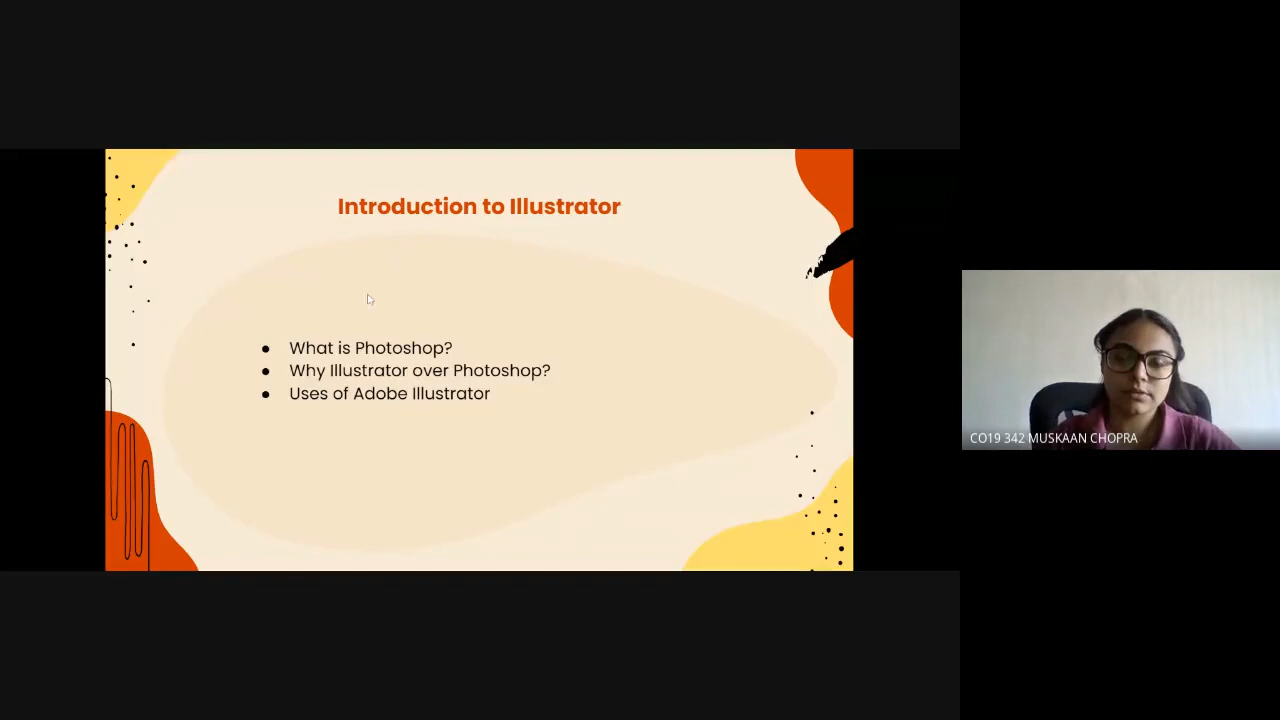 Introduction to Illustrator
● What is Photoshop?
● Why Illustrator over Photoshop?
● Uses of Adobe Illustrator
CO19 342 MUSKAAN CHOPRA